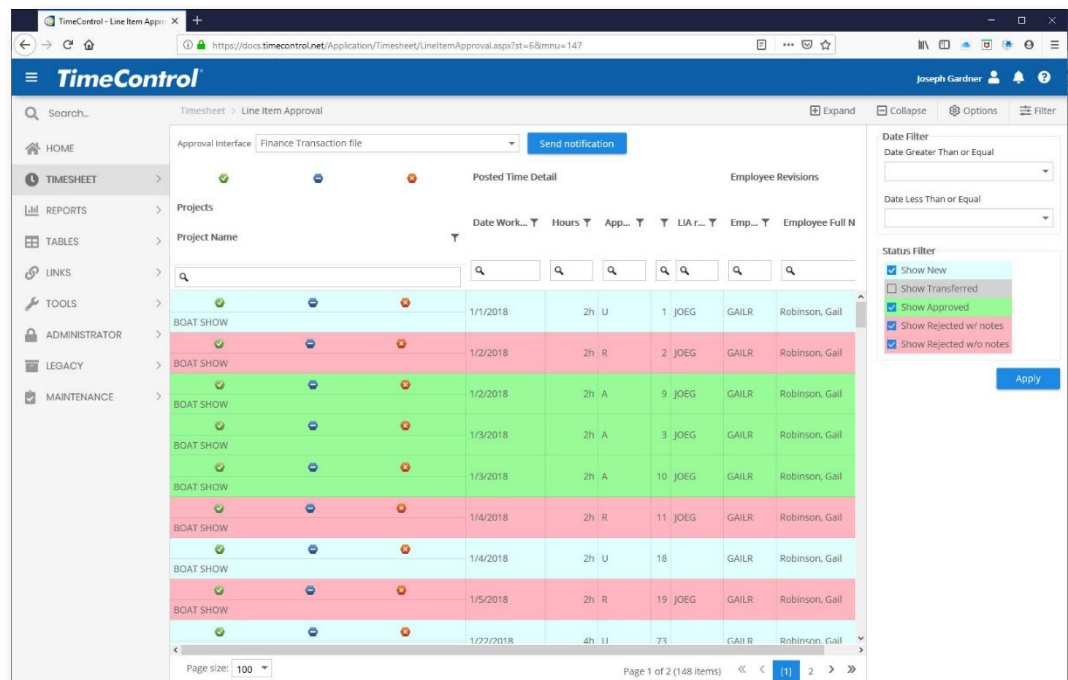 TimeControl - Line Item Appro
https://docs.timecontrol.net/Application/Timesheet/LineItemApproval.aspx?st=6&mnu=147
TimeControl
Joseph Gardner
Search...
Timesheet > Line Item Approval
Expand
Collapse
Options
Filter
HOME
TIMESHEET
REPORTS
TABLES
LINKS
TOOLS
ADMINISTRATOR
LEGACY
MAINTENANCE
Approval Interface Finance Transaction file
Send notification
Posted Time Detail
Employee Revisions
Projects
Project Name
Date Work... Hours App... LIA r... Emp... Employee Full N
1/1/2018 2h U 1 JOEG GAILR Robinson, Gail
BOAT SHOW
1/2/2018 2h R 2 JOEG GAILR Robinson, Gail
BOAT SHOW
1/2/2018 2h A 9 JOEG GAILR Robinson, Gail
BOAT SHOW
1/3/2018 2h A 3 JOEG GAILR Robinson, Gail
BOAT SHOW
1/3/2018 2h A 10 JOEG GAILR Robinson, Gail
BOAT SHOW
1/4/2018 2h R 11 JOEG GAILR Robinson, Gail
BOAT SHOW
1/4/2018 2h U 18 GAILR Robinson, Gail
BOAT SHOW
1/5/2018 2h R 19 JOEG GAILR Robinson, Gail
BOAT SHOW
1/22/2018 4h U 73 GAILR Robinson, Gail
Page size: 100
Page 1 of 2 (148 items) [1] 2
Date Filter
Date Greater Than or Equal
Date Less Than or Equal
Status Filter
Show New
Show Transferred
Show Approved
Show Rejected w/ notes
Show Rejected w/o notes
Apply